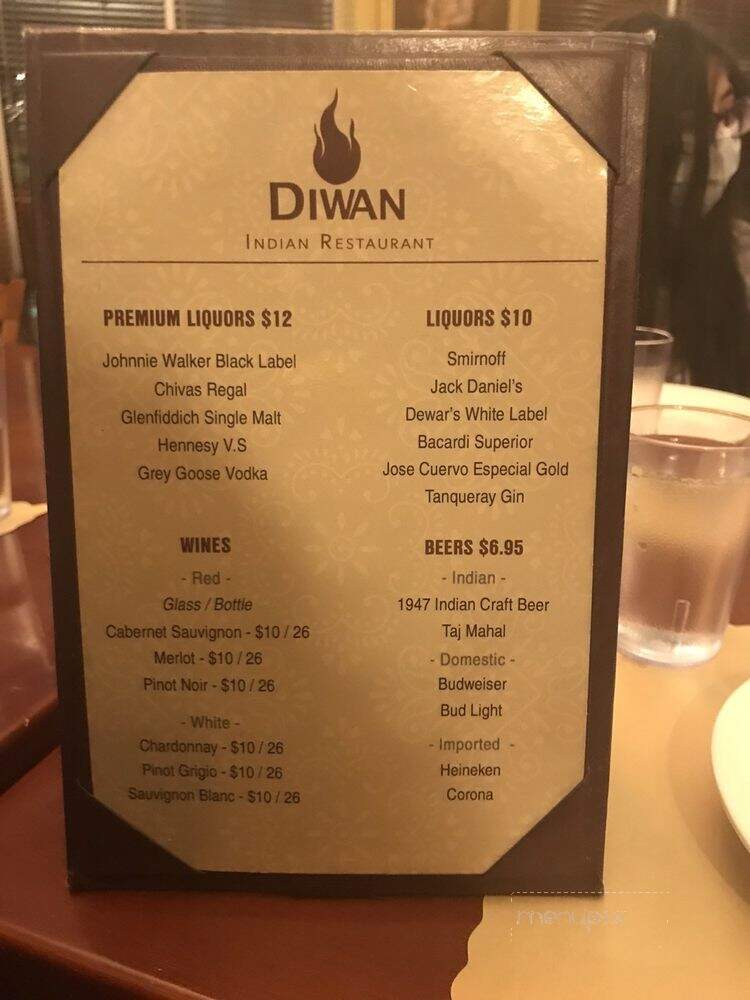 DIWAN
INDIAN RESTAURANT
PREMIUM LIQUORS $12
Johnnie Walker Black Label
Chivas Regal
Glenfiddich Single Malt
Hennesy V.S
Grey Goose Vodka
LIQUORS $10
Smirnoff
Jack Daniel's
Dewar's White Label
Bacardi Superior
Jose Cuervo Especial Gold
Tanqueray Gin
WINES
- Red -
Glass / Bottle
Cabernet Sauvignon - $10 / 26
Merlot - $10 / 26
Pinot Noir - $10 / 26
- White -
Chardonnay - $10 / 26
Pinot Grigio - $10 / 26
Sauvignon Blanc - $10 / 26
BEERS $6.95
- Indian -
1947 Indian Craft Beer
Taj Mahal
- Domestic -
Budweiser
Bud Light
- Imported -
Heineken
Corona
menupix